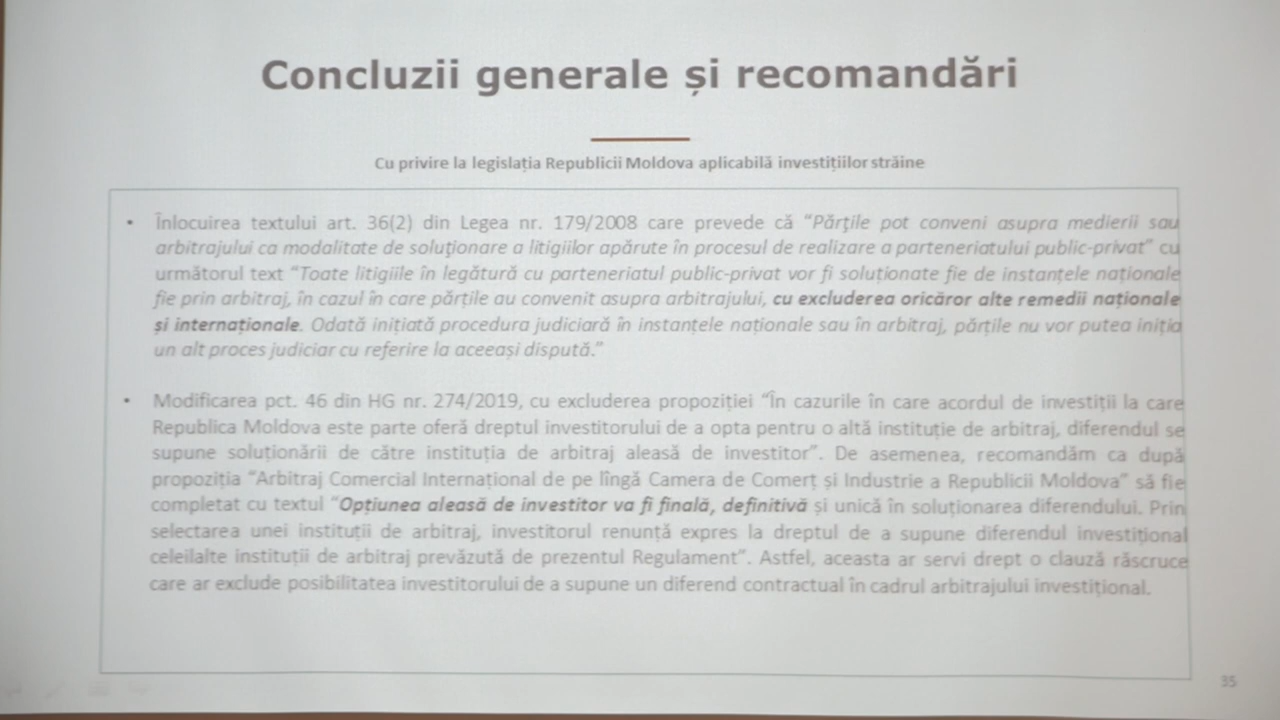 Concluzii generale și recomandări
Cu privire la legislația Republicii Moldova aplicabilă investițiilor străine
• Înlocuirea textului art. 36(2) din Legea nr. 179/2008 care prevede că “Părţile pot conveni asupra medierii sau
arbitrajului ca modalitate de soluţionare a litigiilor apărute în procesul de realizare a parteneriatului public-privat” cu
următorul text “Toate litigiile în legătură cu parteneriatul public-privat vor fi soluționate fie de instanțele naționale
fie prin arbitraj, în cazul în care părțile au convenit asupra arbitrajului, cu excluderea oricăror alte remedii naționale
și internaționale. Odată inițiată procedura judiciară în instanțele naționale sau în arbitraj, părțile nu vor putea iniția
un alt proces judiciar cu referire la aceeași dispută.”
• Modificarea pct. 46 din HG nr. 274/2019, cu excluderea propoziției “În cazurile în care acordul de investiții la care
Republica Moldova este parte oferă dreptul investitorului de a opta pentru o altă instituție de arbitraj, diferendul se
supune soluționării de către instituția de arbitraj aleasă de investitor”. De asemenea, recomandăm ca după
propoziția “Arbitraj Comercial Internațional de pe lîngă Camera de Comerț și Industrie a Republicii Moldova” să fie
completat cu textul “Opțiunea aleasă de investitor va fi finală, definitivă și unică în soluționarea diferendului. Prin
selectarea unei instituții de arbitraj, investitorul renunță expres la dreptul de a supune diferendul investițional
celeilalte instituții de arbitraj prevăzută de prezentul Regulament”. Astfel, aceasta ar servi drept o clauză răscruce
care ar exclude posibilitatea investitorului de a supune un diferend contractual în cadrul arbitrajului investițional.
35